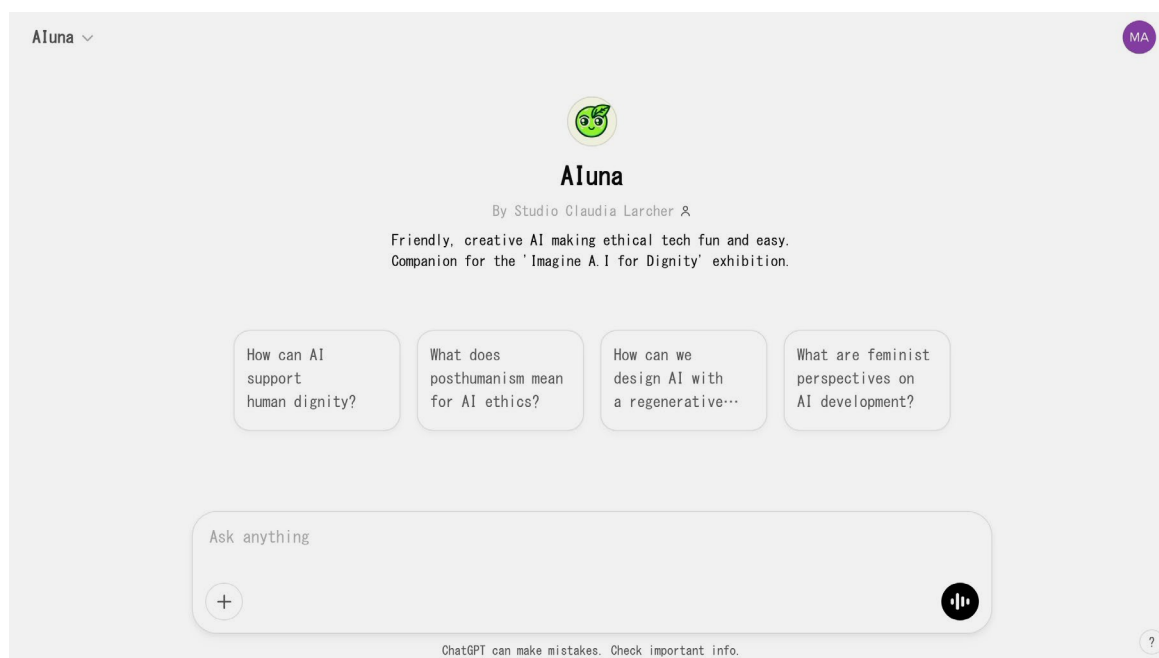 AIuna
MA
AIuna
By Studio Claudia Larcher
Friendly, creative AI making ethical tech fun and easy.
Companion for the 'Imagine A.I for Dignity' exhibition.
How can AI
support
human dignity?
What does
posthumanism mean
for AI ethics?
How can we
design AI with
a regenerative…
What are feminist
perspectives on
AI development?
Ask anything
ChatGPT can make mistakes. Check important info.
?